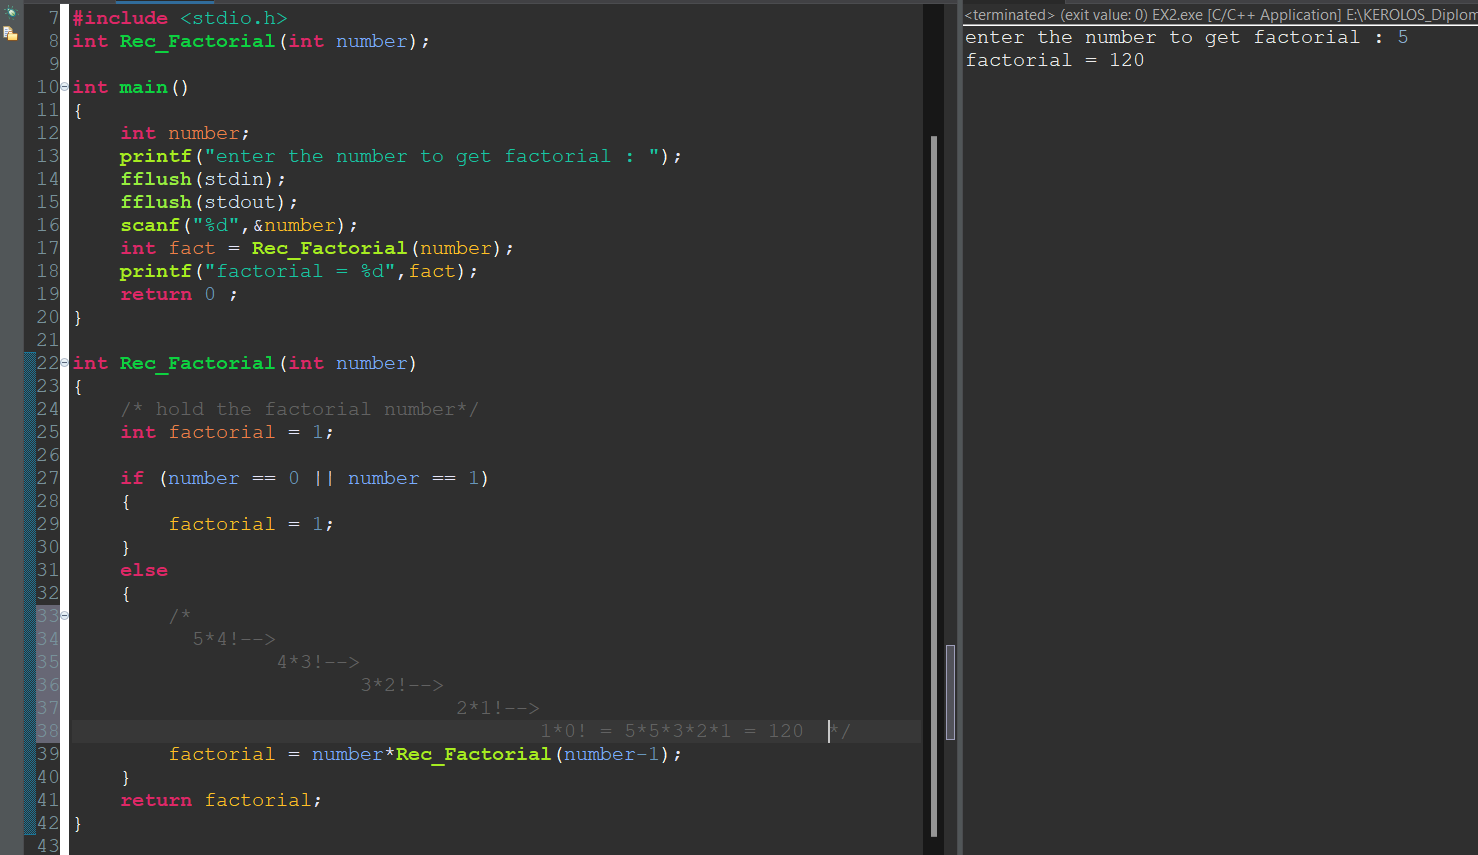 7 #include <stdio.h>
8 int Rec_Factorial(int number);
9
10 int main()
11 {
12 int number;
13 printf("enter the number to get factorial : ");
14 fflush(stdin);
15 fflush(stdout);
16 scanf("%d",&number);
17 int fact = Rec_Factorial(number);
18 printf("factorial = %d",fact);
19 return 0 ;
20 }
21
22 int Rec_Factorial(int number)
23 {
24 /* hold the factorial number*/
25 int factorial = 1;
26
27 if (number == 0 || number == 1)
28 {
29 factorial = 1;
30 }
31 else
32 {
33 /*
34 5*4!-->
35 4*3!-->
36 3*2!-->
37 2*1!-->
38 1*0! = 5*5*3*2*1 = 120 */
39 factorial = number*Rec_Factorial(number-1);
40 }
41 return factorial;
42 }
43
<terminated> (exit value: 0) EX2.exe [C/C++ Application] E:\KEROLOS_Diplom
enter the number to get factorial : 5
factorial = 120